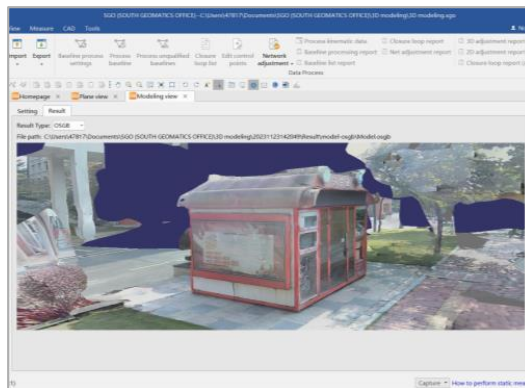 SGO (SOUTH GEOMATICS OFFICE) - C:\Users\47817\Documents\SGO (SOUTH GEOMATICS OFFICE)\3D modeling\3D modeling.sgo
View Measure CAD Tools
Import Export Baseline process settings Process baseline Process unqualified baselines Closure loop list Edit control points Network adjustment
Process kinematic data Closure loop report 3D adjustment report
Baseline processing report Net adjustment report 2D adjustment report
Baseline list report Closure loop report
Data Process
Homepage Plane view Modeling view
Setting Result
Result Type: OSGB
File path: C:\Users\47817\Documents\SGO (SOUTH GEOMATICS OFFICE)\3D modeling\20231123142049\Result\model-osgb\Model.osgb
Capture How to perform static mea